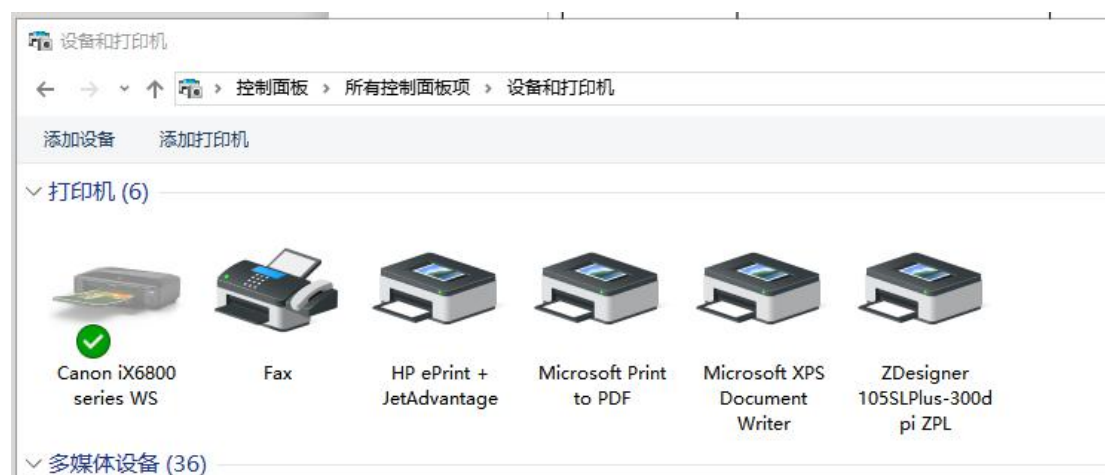 设备和打印机
控制面板 › 所有控制面板项 › 设备和打印机
添加设备 添加打印机
打印机 (6)
Canon iX6800 series WS
Fax
HP ePrint + JetAdvantage
Microsoft Print to PDF
Microsoft XPS Document Writer
ZDesigner 105SLPlus-300dpi ZPL
多媒体设备 (36)